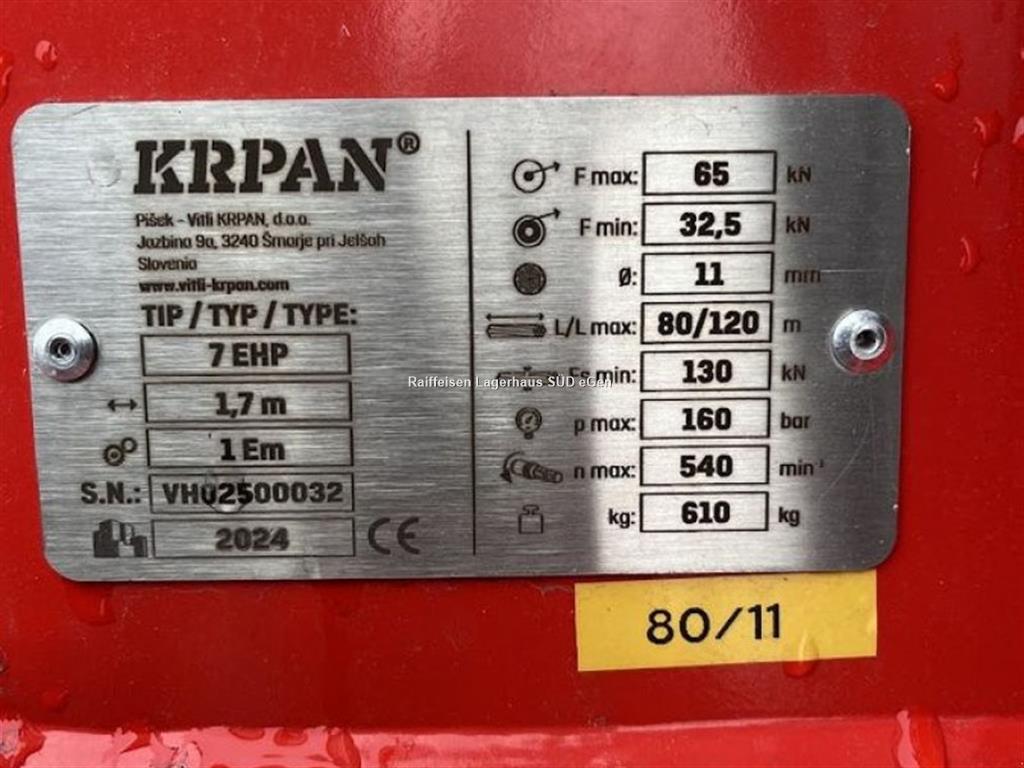 KRPAN®
Pišek - Vitli KRPAN, d.o.o.
Jazbina 9a, 3240 Šmarje pri Jelšah
Slovenia
www.vitli-krpan.com
TIP / TYP / TYPE:
7 EHP
1,7 m
1 Em
S.N.: VH02500032
2024 CE
F max: 65 kN
F min: 32,5 kN
Ø: 11 mm
L/L max: 80/120 m
Fs min: 130 kN
p max: 160 bar
n max: 540 min⁻¹
kg: 610 kg
Raiffeisen Lagerhaus SÜD eGen
80/11